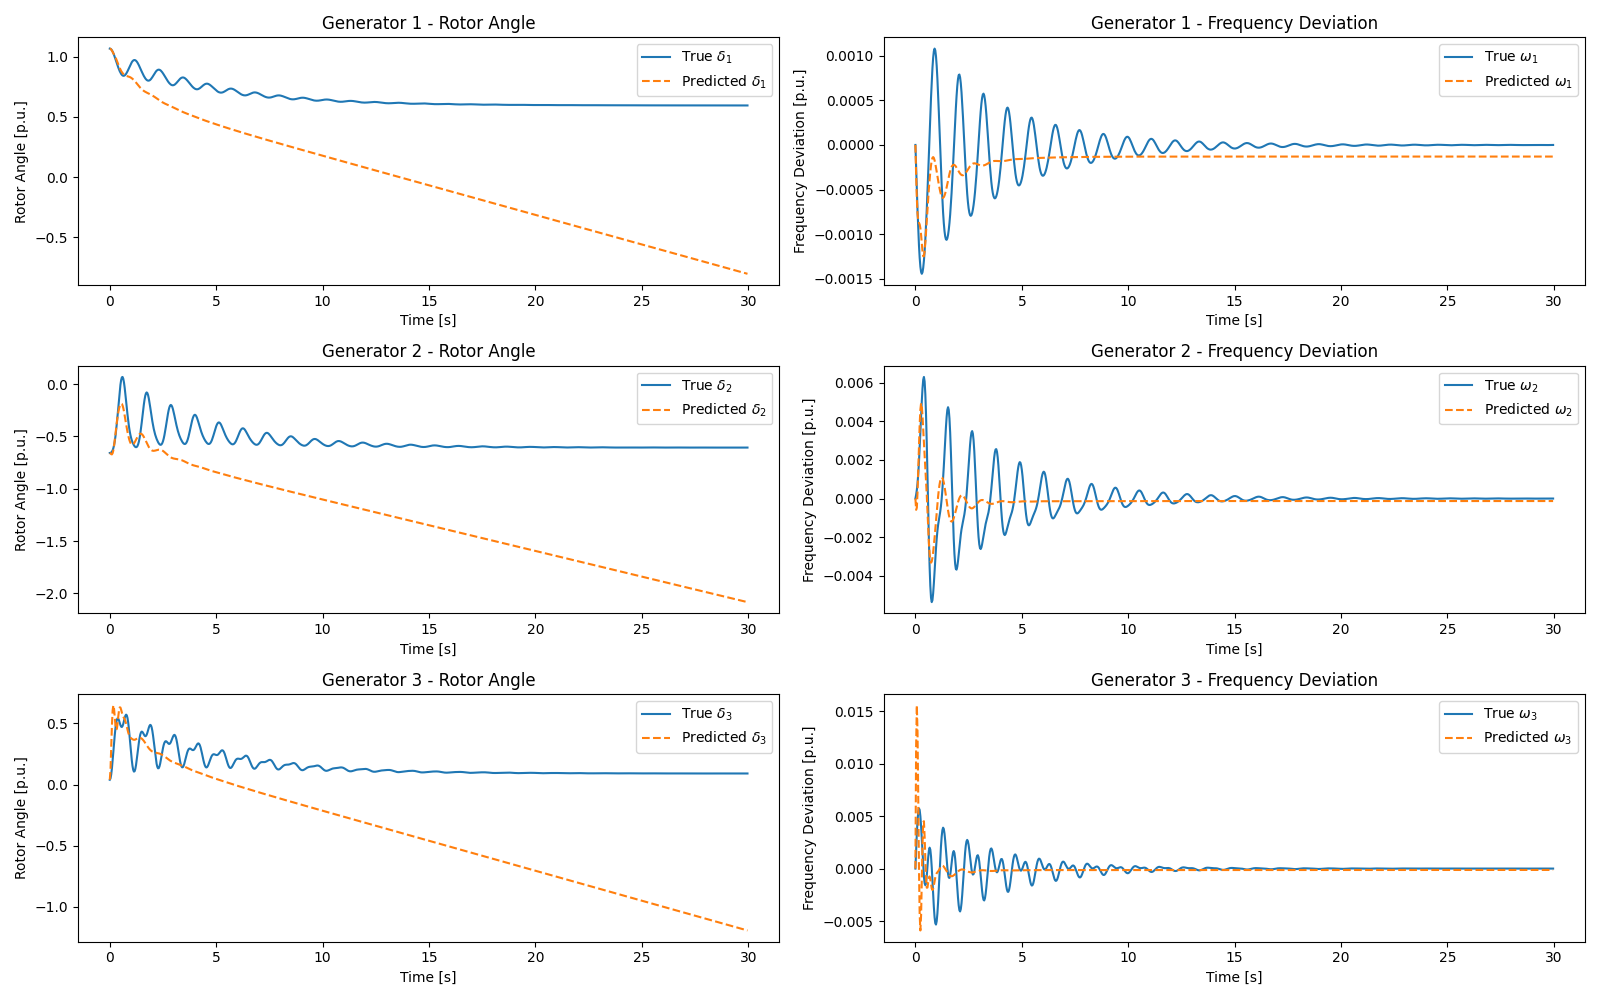 Generator 1 - Rotor Angle
Rotor Angle [p.u.]
1.0
0.5
0.0
−0.5
True δ1
Predicted δ1
0 5 10 15 20 25 30
Time [s]
Generator 1 - Frequency Deviation
Frequency Deviation [p.u.]
0.0010
0.0005
0.0000
−0.0005
−0.0010
−0.0015
True ω1
Predicted ω1
0 5 10 15 20 25 30
Time [s]
Generator 2 - Rotor Angle
Rotor Angle [p.u.]
0.0
−0.5
−1.0
−1.5
−2.0
True δ2
Predicted δ2
0 5 10 15 20 25 30
Time [s]
Generator 2 - Frequency Deviation
Frequency Deviation [p.u.]
0.006
0.004
0.002
0.000
−0.002
−0.004
True ω2
Predicted ω2
0 5 10 15 20 25 30
Time [s]
Generator 3 - Rotor Angle
Rotor Angle [p.u.]
0.5
0.0
−0.5
−1.0
True δ3
Predicted δ3
0 5 10 15 20 25 30
Time [s]
Generator 3 - Frequency Deviation
Frequency Deviation [p.u.]
0.015
0.010
0.005
0.000
−0.005
True ω3
Predicted ω3
0 5 10 15 20 25 30
Time [s]